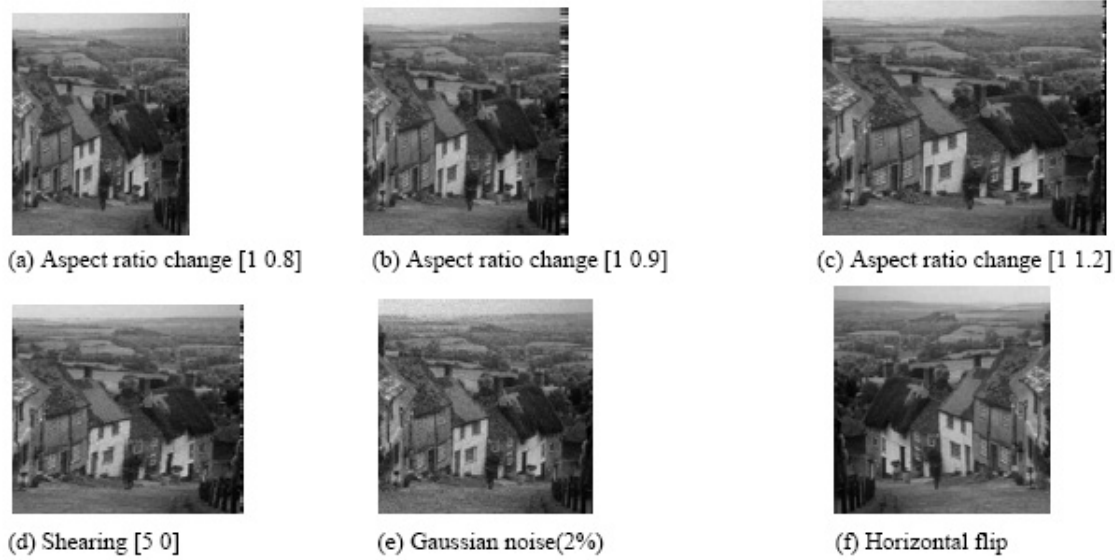 (a) Aspect ratio change [1 0.8]
(b) Aspect ratio change [1 0.9]
(c) Aspect ratio change [1 1.2]
(d) Shearing [5 0]
(e) Gaussian noise(2%)
(f) Horizontal flip